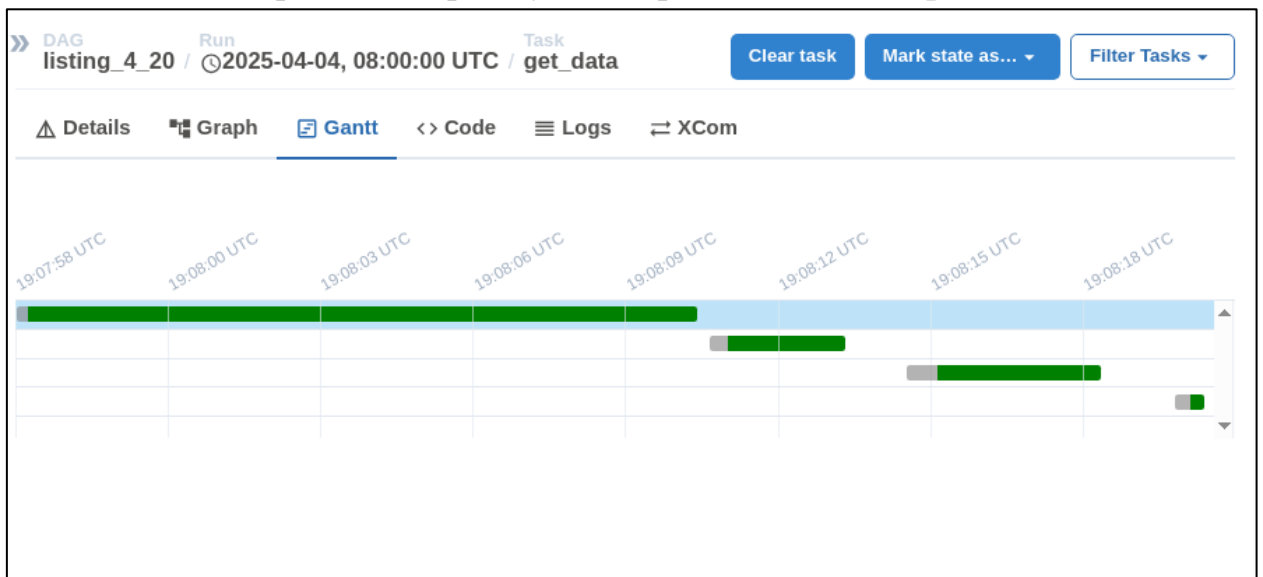 DAG Run Task
listing_4_20 / 2025-04-04, 08:00:00 UTC / get_data
Clear task
Mark state as...
Filter Tasks
Details Graph Gantt <> Code Logs XCom
19:07:58 UTC 19:08:00 UTC 19:08:03 UTC 19:08:06 UTC 19:08:09 UTC 19:08:12 UTC 19:08:15 UTC 19:08:18 UTC